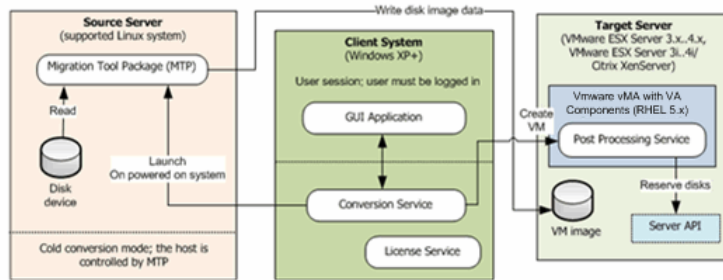 Source Server
(supported Linux system)
Migration Tool Package (MTP)
Read
Disk
device
Launch
On powered on system
Cold conversion mode; the host is
controlled by MTP
Write disk image data
Client System
(Windows XP+)
User session; user must be logged in
GUI Application
Conversion Service
License Service
Create
VM
Target Server
(VMware ESX Server 3.x..4.x,
VMware ESX Server 3i..4i/
Citrix XenServer)
Vmware vMA with VA
Components (RHEL 5.x)
Post Processing Service
Reserve disks
VM image
Server API